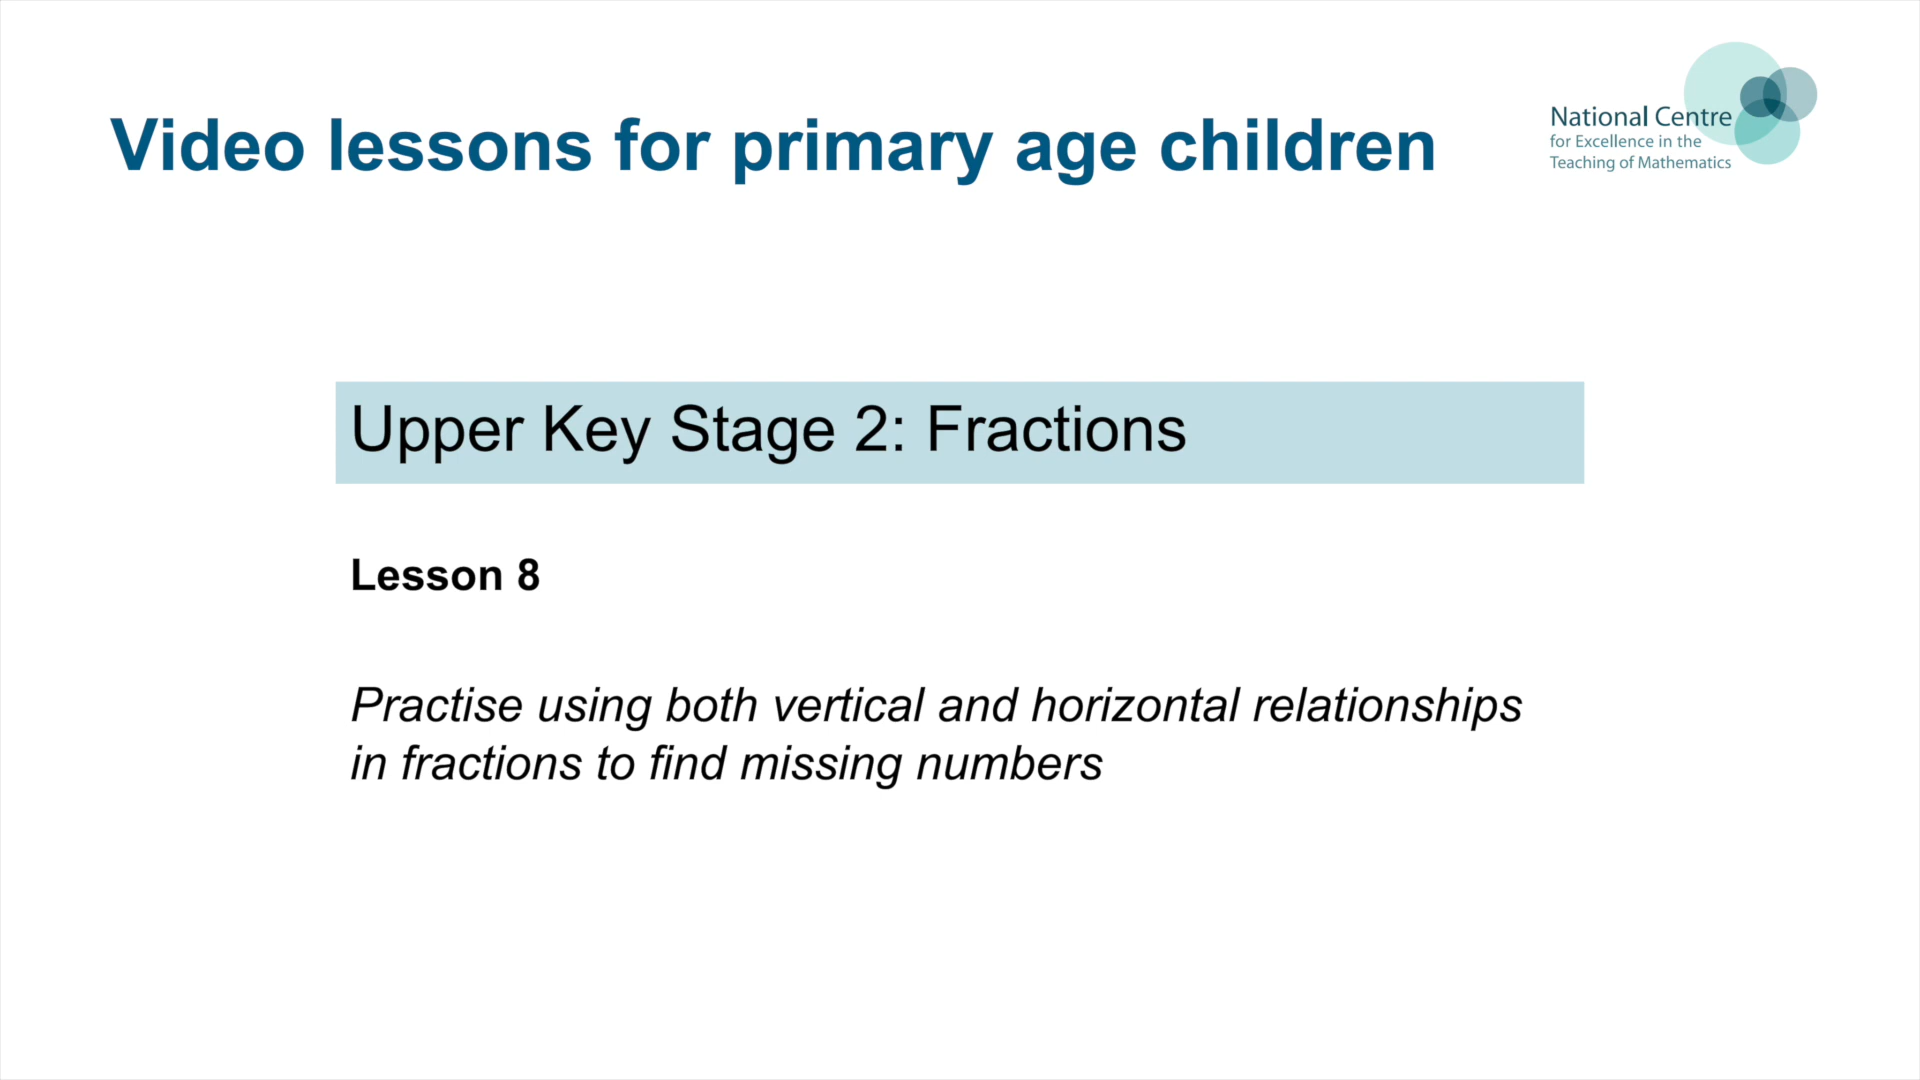 Video lessons for primary age children
National Centre
for Excellence in the
Teaching of Mathematics
Upper Key Stage 2: Fractions
Lesson 8
Practise using both vertical and horizontal relationships
in fractions to find missing numbers